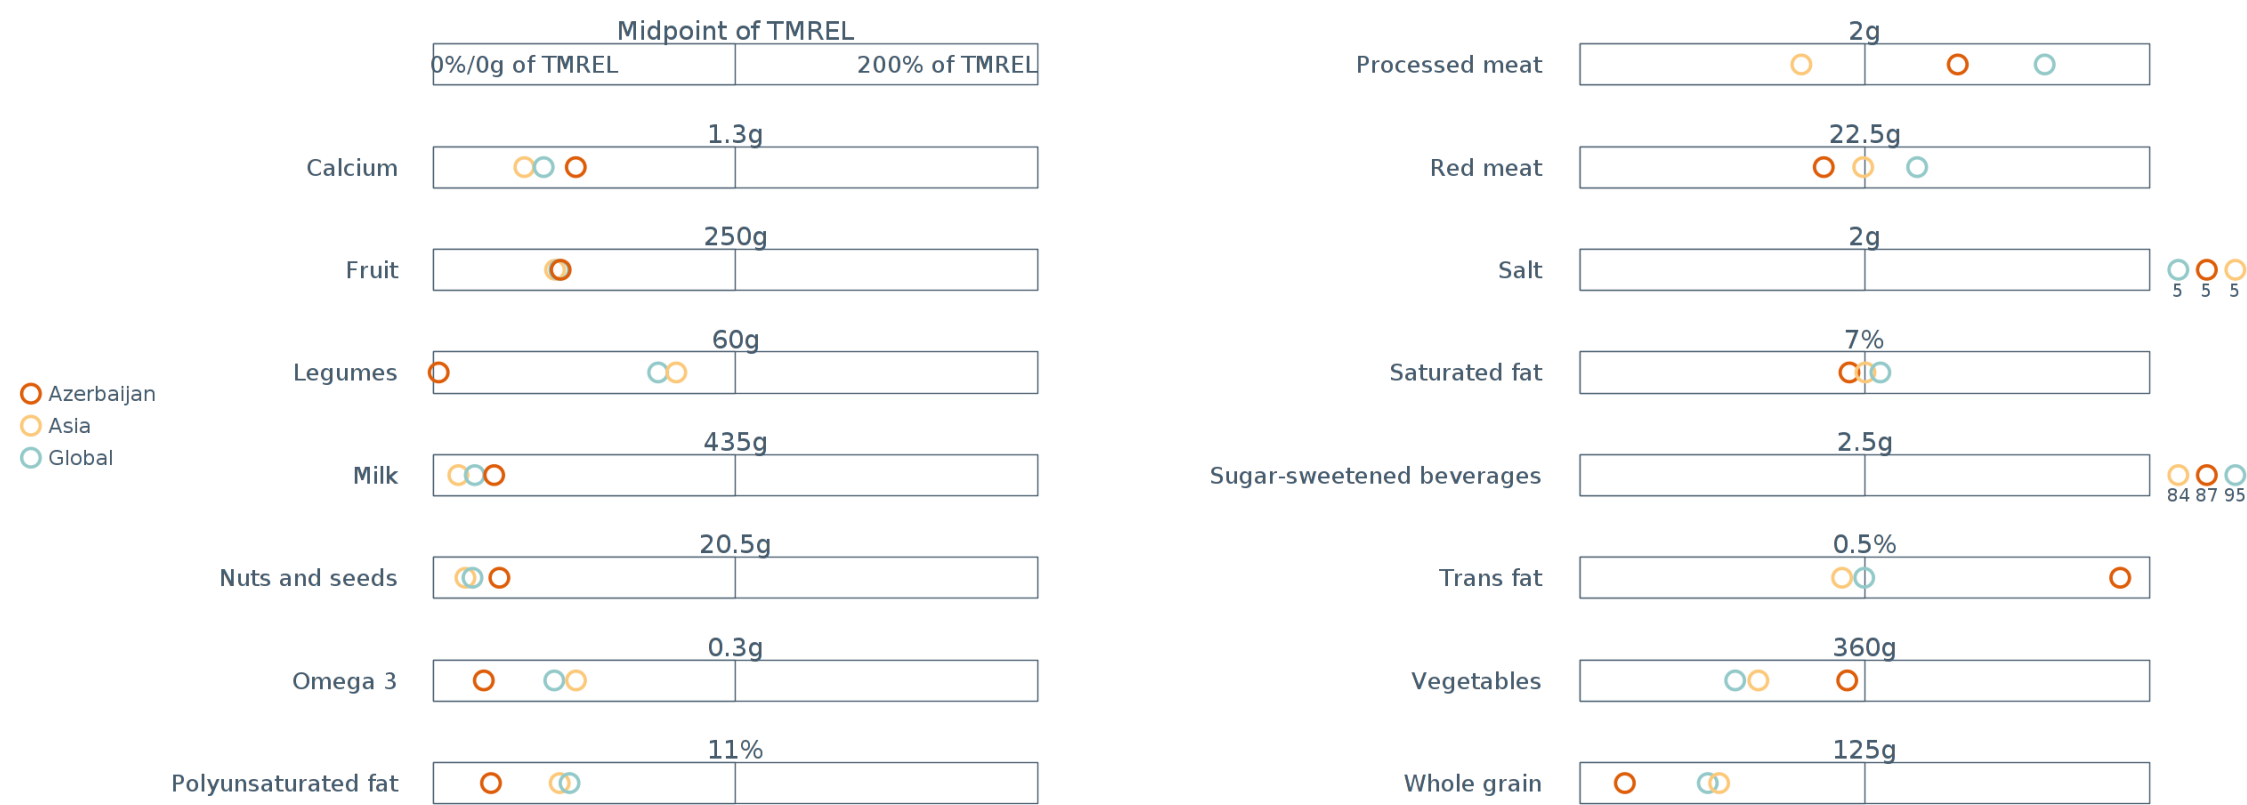 Midpoint of TMREL
0%/0g of TMREL
200% of TMREL
Calcium
1.3g
Fruit
250g
Legumes
60g
Milk
435g
Nuts and seeds
20.5g
Omega 3
0.3g
Polyunsaturated fat
11%
Azerbaijan
Asia
Global
Processed meat
2g
Red meat
22.5g
Salt
2g
5 5 5
Saturated fat
7%
Sugar-sweetened beverages
2.5g
84 87 95
Trans fat
0.5%
Vegetables
360g
Whole grain
125g